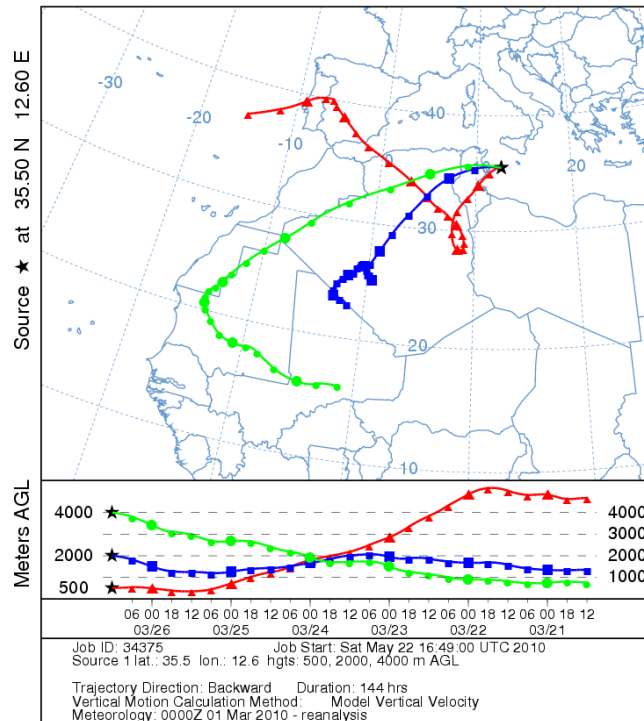 Source ★ at 35.50 N 12.60 E
-30
-20
-10
40
0
10
20
30
20
10
Meters AGL
4000 4000
3000
2000 2000
1000
500
06 00 18 12 06 00 18 12 06 00 18 12 06 00 18 12 06 00 18 12 06 00 18 12
03/26 03/25 03/24 03/23 03/22 03/21
Job ID: 34375 Job Start: Sat May 22 16:49:00 UTC 2010
Source 1 lat.: 35.5 lon.: 12.6 hgts: 500, 2000, 4000 m AGL
Trajectory Direction: Backward Duration: 144 hrs
Vertical Motion Calculation Method: Model Vertical Velocity
Meteorology: 0000Z 01 Mar 2010 - reanalysis